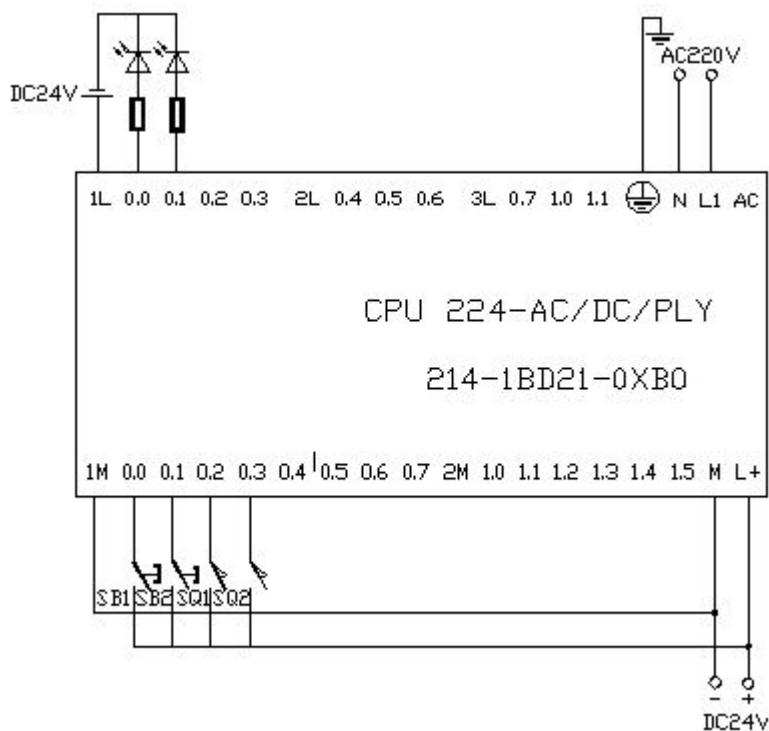 AC220V
DC24V
1L 0.0 0.1 0.2 0.3 2L 0.4 0.5 0.6 3L 0.7 1.0 1.1 N L1 AC
CPU 224-AC/DC/PLY
214-1BD21-0XB0
1M 0.0 0.1 0.2 0.3 0.4 0.5 0.6 0.7 2M 1.0 1.1 1.2 1.3 1.4 1.5 M L+
SB1 SB2 SQ1 SQ2
- +
DC24V